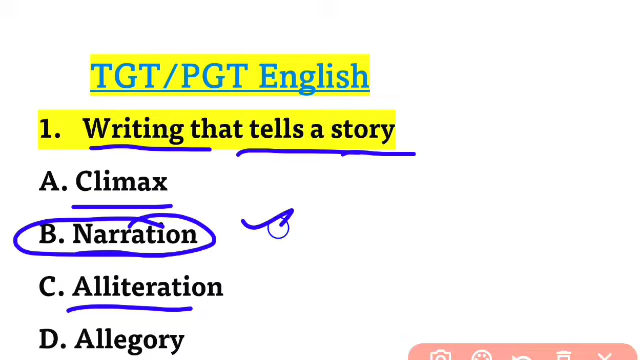 TGT/PGT English
1. Writing that tells a story
A. Climax
B. Narration
C. Alliteration
D. Allegory